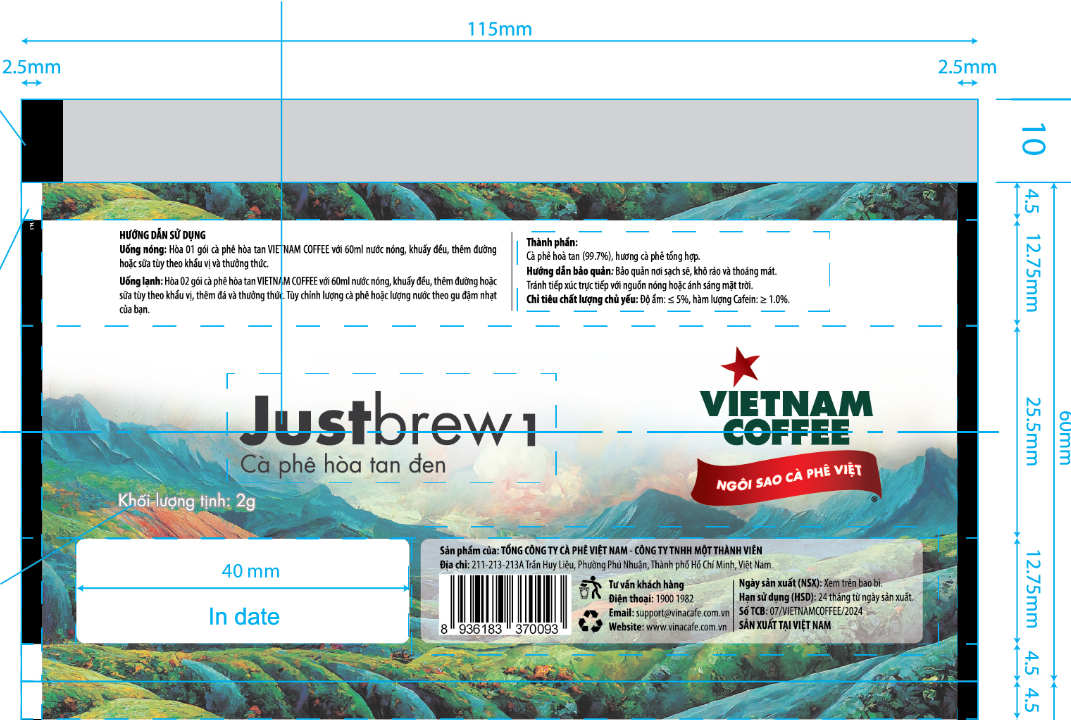 115mm
2.5mm
2.5mm
10
4.5
HƯỚNG DẪN SỬ DỤNG
Uống nóng: Hòa 01 gói cà phê hòa tan VIETNAM COFFEE với 60ml nước nóng, khuấy đều, thêm đường
hoặc sữa tùy theo khẩu vị và thưởng thức.
Uống lạnh: Hòa 02 gói cà phê hòa tan VIETNAM COFFEE với 60ml nước nóng, khuấy đều, thêm đường hoặc
sữa tùy theo khẩu vị, thêm đá và thưởng thức. Tùy chỉnh lượng cà phê hoặc lượng nước theo gu đậm nhạt
của bạn.
Thành phần:
Cà phê hòa tan (99.7%), hương cà phê tổng hợp.
Hướng dẫn bảo quản: Bảo quản nơi sạch sẽ, khô ráo và thoáng mát.
Tránh tiếp xúc trực tiếp với nguồn nóng hoặc ánh sáng mặt trời.
Chỉ tiêu chất lượng chủ yếu: Độ ẩm: ≤ 5%, hàm lượng Cafein: ≥ 1.0%.
12.75mm
Justbrew1
Cà phê hòa tan đen
VIETNAM
COFFEE
NGÔI SAO CÀ PHÊ VIỆT
®
25.5mm
60mm
Khối lượng tịnh: 2g
40 mm
In date
Sản phẩm của: TỔNG CÔNG TY CÀ PHÊ VIỆT NAM - CÔNG TY TNHH MỘT THÀNH VIÊN
Địa chỉ: 211-213-213A Trần Huy Liệu, Phường Phú Nhuận, Thành phố Hồ Chí Minh, Việt Nam
8 936183 370093
Tư vấn khách hàng
Điện thoại: 1900 1982
Email: support@vinacafe.com.vn
Website: www.vinacafe.com.vn
Ngày sản xuất (NSX): Xem trên bao bì.
Hạn sử dụng (HSD): 24 tháng từ ngày sản xuất.
Số TCB: 07/VIETNAMCOFFEE/2024
SẢN XUẤT TẠI VIỆT NAM
12.75mm
4.5
4.5